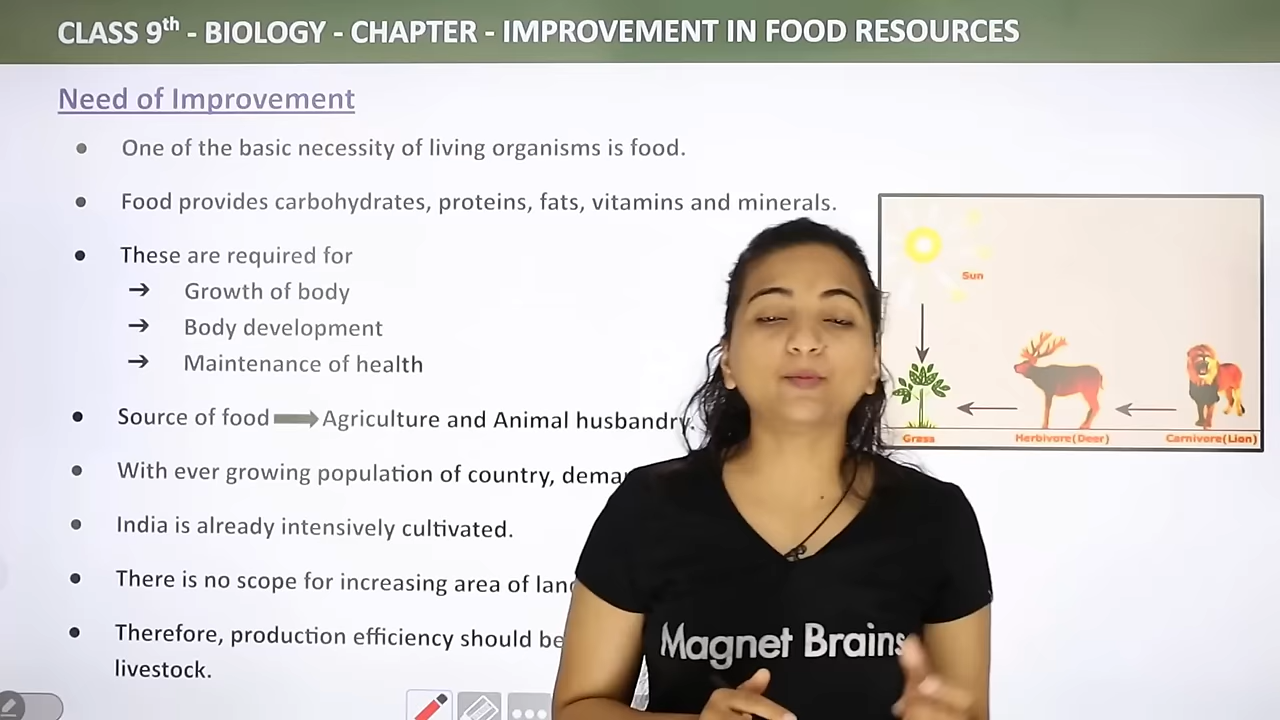 CLASS 9th - BIOLOGY - CHAPTER - IMPROVEMENT IN FOOD RESOURCES
Need of Improvement
• One of the basic necessity of living organisms is food.
• Food provides carbohydrates, proteins, fats, vitamins and minerals.
• These are required for
→ Growth of body
→ Body development
→ Maintenance of health
• Source of food → Agriculture and Animal husbandry.
• With ever growing population of country,
• India is already intensively cultivated.
• There is no scope for increasing area of
• Therefore, production efficiency should be
livestock.
Sun
Grass
Herbivore(Deer)
Carnivore(Lion)
Magnet Brains